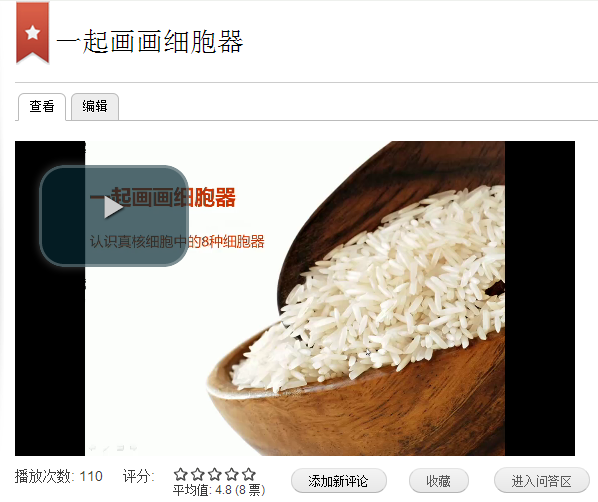 一起画画细胞器
查看 编辑
一起画画细胞器
认识真核细胞中的8种细胞器
播放次数: 110 评分: 添加新评论 收藏 进入问答区
平均值: 4.8 (8 票)